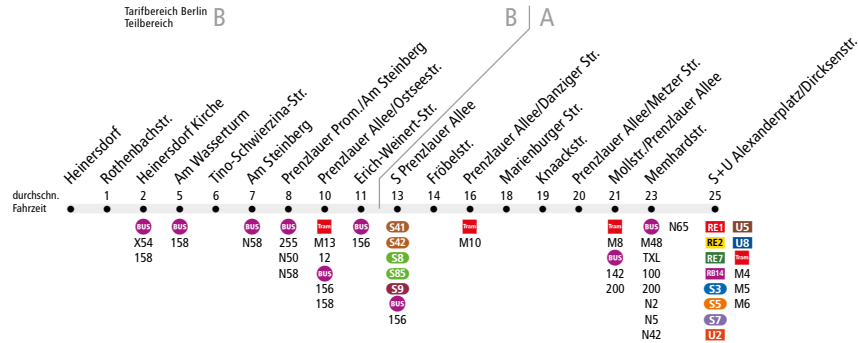 Tarifbereich Berlin
Teilbereich
B
B
A
Heinersdorf
Rothenbachstr.
Heinersdorf Kirche
Am Wasserturm
Tino-Schwierzina-Str.
Am Steinberg
Prenzlauer Prom./Am Steinberg
Prenzlauer Allee/Ostseestr.
Erich-Weinert-Str.
S Prenzlauer Allee
Fröbelstr.
Prenzlauer Allee/Danziger Str.
Marienburger Str.
Knaackstr.
Prenzlauer Allee/Metzer Str.
Mollstr./Prenzlauer Allee
Memhardstr.
S+U Alexanderplatz/Dircksenstr.
durchschn. 1 2 5 6 7 8 10 11 13 14 16 18 19 20 21 23 25
Fahrzeit
BUS
X54
158
BUS
158
BUS
N58
BUS
255
N50
N58
Tram
M13
12
BUS
156
158
BUS
156
S41
S42
S8
S85
S9
BUS
156
Tram
M10
Tram
M8
BUS
142
200
BUS N65
M48
TXL
100
200
N2
N5
N42
RE1
RE2
RE7
RB14
S3
S5
S7
U2
U5
U8
Tram
M4
M5
M6